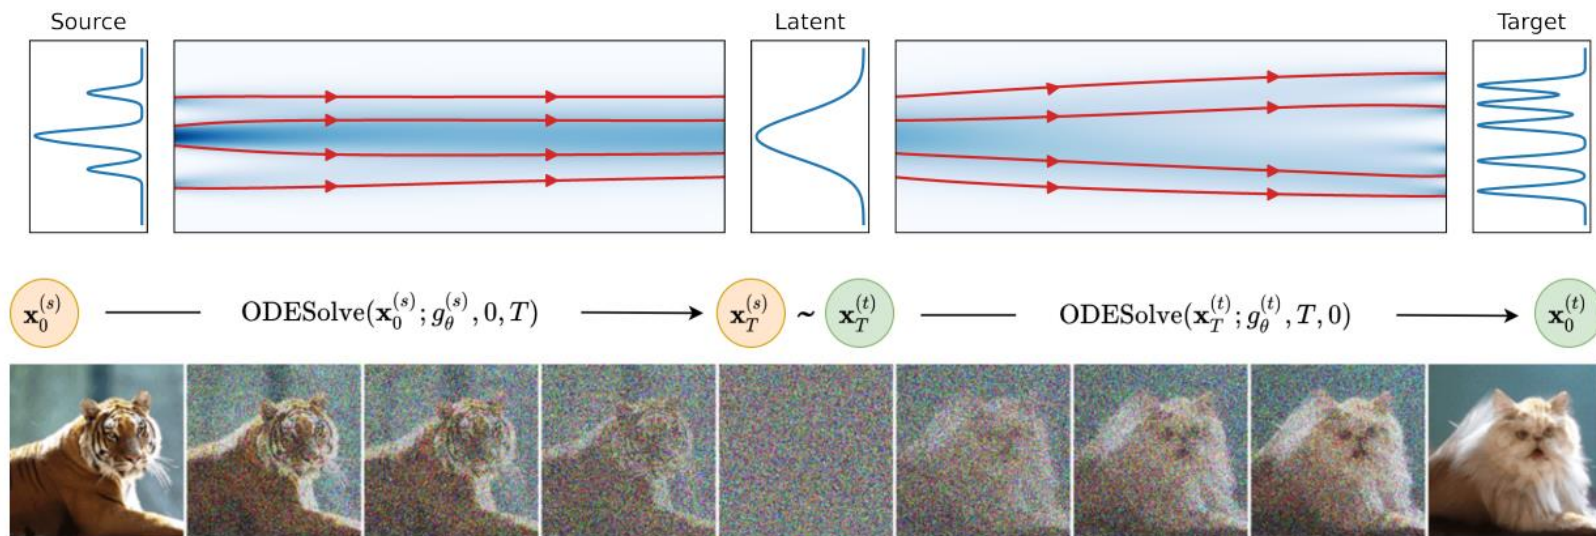 Source Latent Target
x_0^{(s)} ODESolve(x_0^{(s)}; g_θ^{(s)}, 0, T) x_T^{(s)} ~ x_T^{(t)} ODESolve(x_T^{(t)}; g_θ^{(t)}, T, 0) x_0^{(t)}